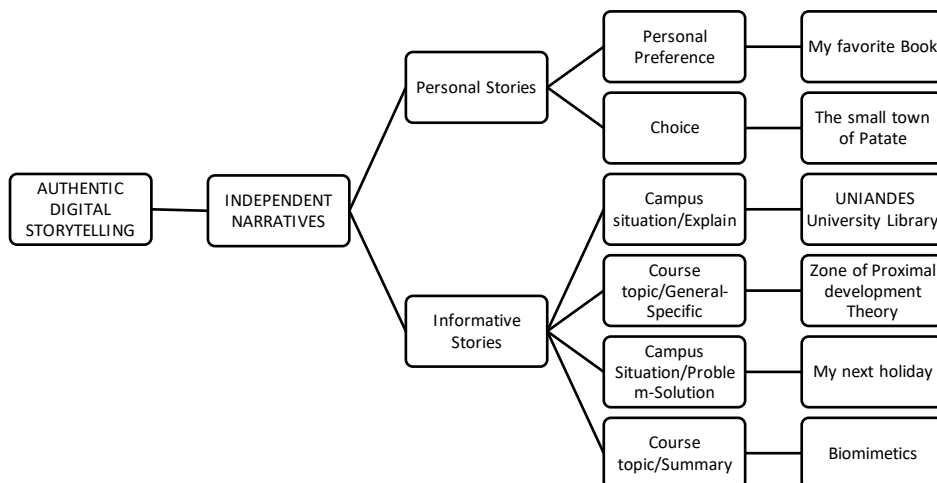 AUTHENTIC
DIGITAL
STORYTELLING
INDEPENDENT
NARRATIVES
Personal Stories
Personal
Preference
My favorite Book
Choice
The small town
of Patate
Informative
Stories
Campus
situation/Explain
UNIANDES
University Library
Course
topic/General-
Specific
Zone of Proximal
development
Theory
Campus
Situation/Proble
m-Solution
My next holiday
Course
topic/Summary
Biomimetics